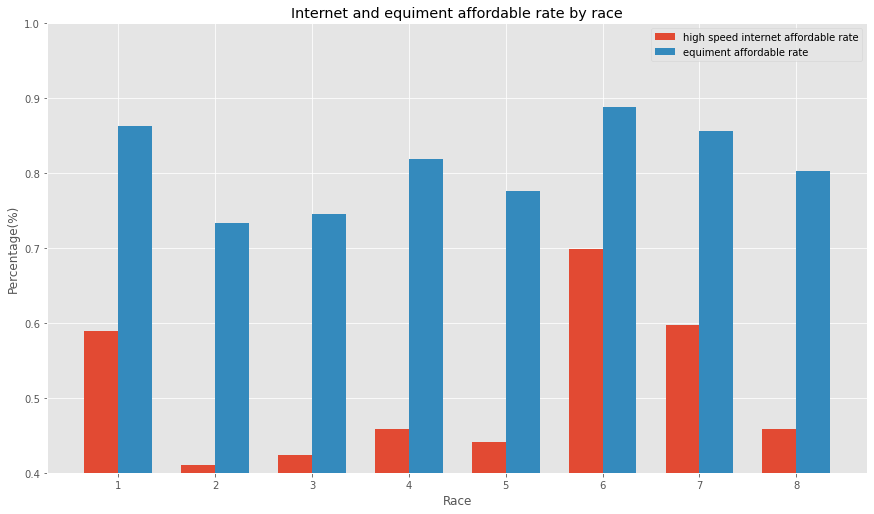 Internet and equiment affordable rate by race
high speed internet affordable rate
equiment affordable rate
1.0
0.9
0.8
0.7
0.6
0.5
0.4
Percentage(%)
1 2 3 4 5 6 7 8
Race